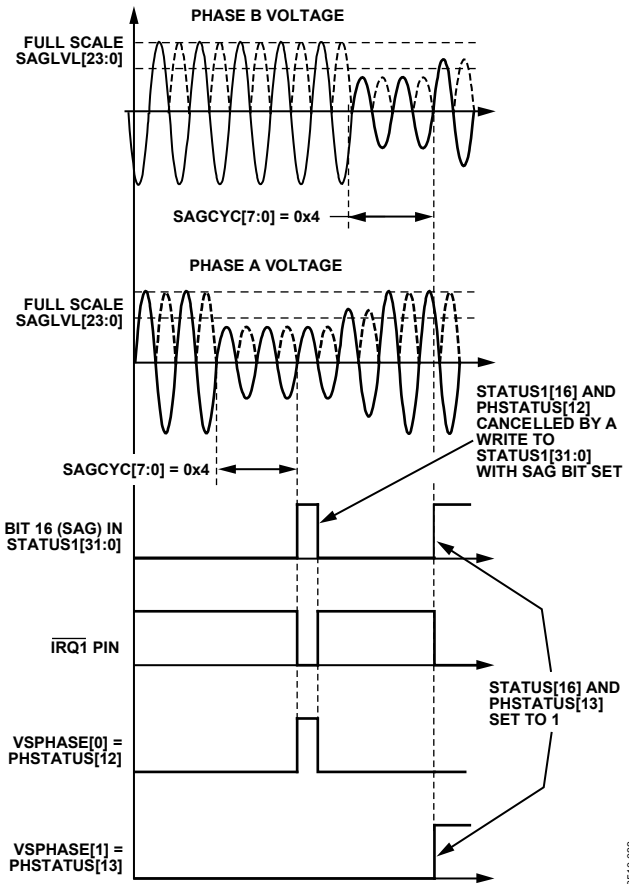 PHASE B VOLTAGE
FULL SCALE
SAGLVL[23:0]
SAGCYC[7:0] = 0x4
PHASE A VOLTAGE
FULL SCALE
SAGLVL[23:0]
STATUS1[16] AND
PHSTATUS[12]
CANCELLED BY A
WRITE TO
STATUS1[31:0]
WITH SAG BIT SET
SAGCYC[7:0] = 0x4
BIT 16 (SAG) IN
STATUS1[31:0]
IRQ1 PIN
STATUS[16] AND
PHSTATUS[13]
SET TO 1
VSPHASE[0] =
PHSTATUS[12]
VSPHASE[1] =
PHSTATUS[13]